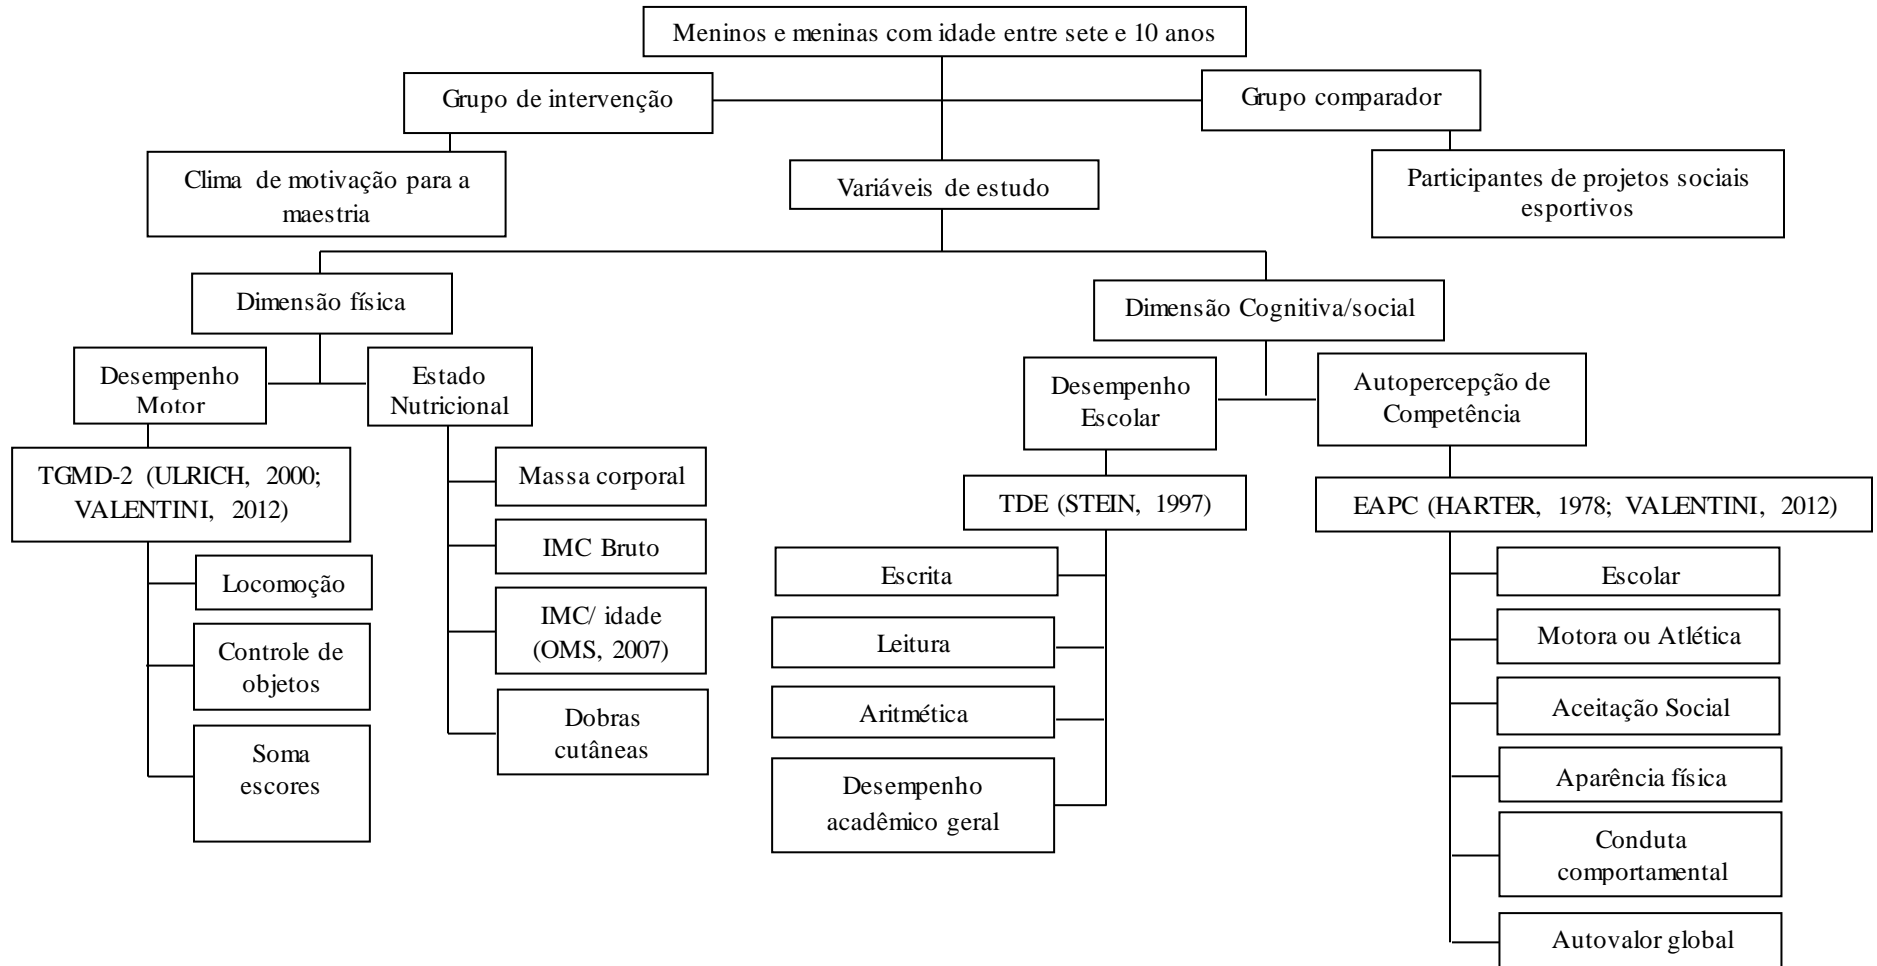 Meninos e meninas com idade entre sete e 10 anos
Grupo de intervenção
Grupo comparador
Clima de motivação para a
maestria
Variáveis de estudo
Participantes de projetos sociais
esportivos
Dimensão física
Dimensão Cognitiva/social
Desempenho
Motor
Estado
Nutricional
Desempenho
Escolar
Autopercepção de
Competência
TGMD-2 (ULRICH, 2000;
VALENTINI, 2012)
Massa corporal
IMC Bruto
IMC/ idade
(OMS, 2007)
Dobras
cutâneas
Locomoção
Controle de
objetos
Soma
escores
TDE (STEIN, 1997)
Escrita
Leitura
Aritmética
Desempenho
acadêmico geral
EAPC (HARTER, 1978; VALENTINI, 2012)
Escolar
Motora ou Atlética
Aceitação Social
Aparência física
Conduta
comportamental
Autovalor global